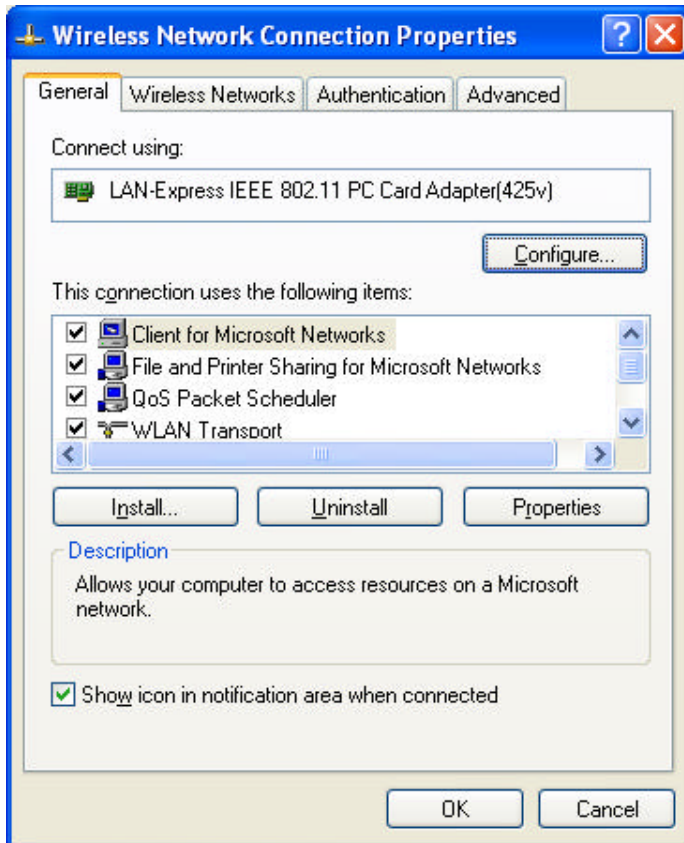 Wireless Network Connection Properties
General Wireless Networks Authentication Advanced
Connect using:
LAN-Express IEEE 802.11 PC Card Adapter(425v)
Configure...
This connection uses the following items:
Client for Microsoft Networks
File and Printer Sharing for Microsoft Networks
QoS Packet Scheduler
WLAN Transport
Install... Uninstall Properties
Description
Allows your computer to access resources on a Microsoft
network.
Show icon in notification area when connected
OK Cancel